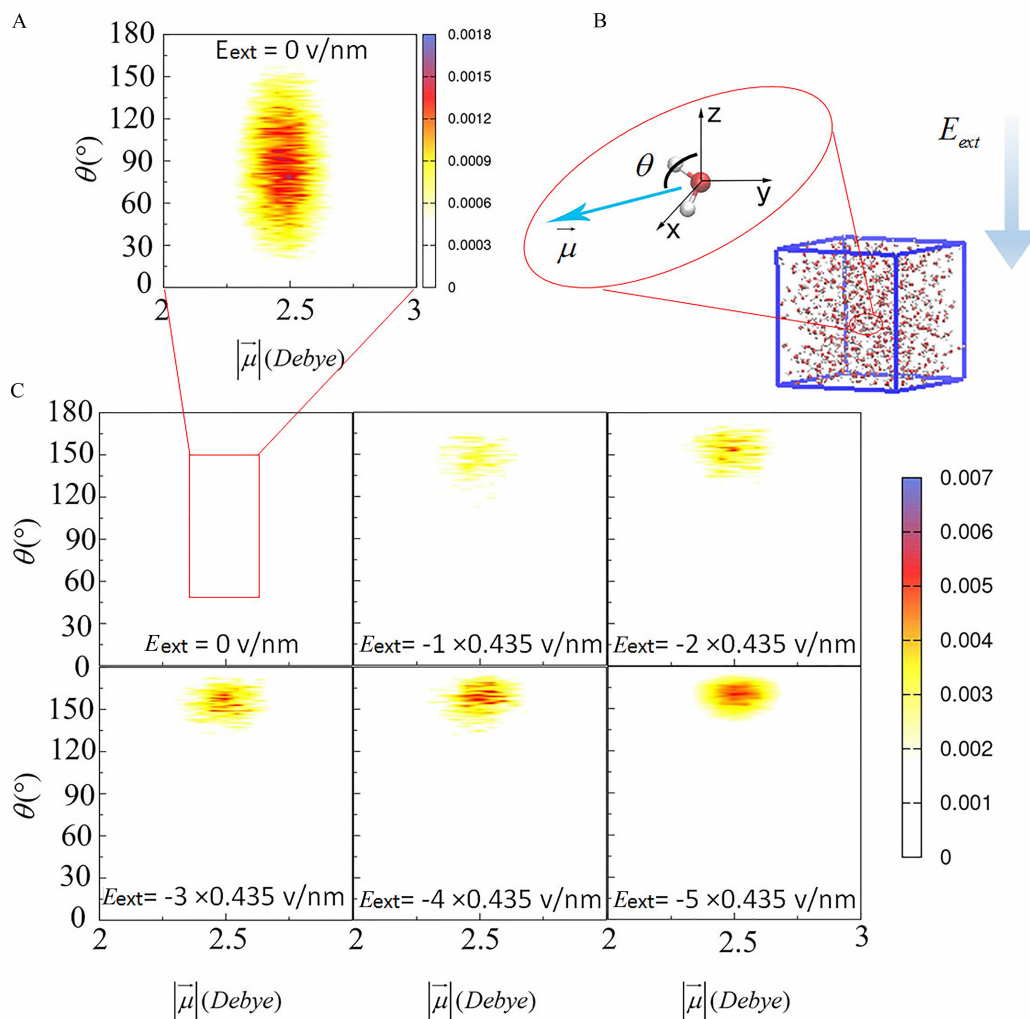 A
B
180
150
120
90
60
30
0
θ(°)
Eext = 0 v/nm
2
2.5
3
|μ⃗|(Debye)
0.0018
0.0015
0.0012
0.0009
0.0006
0.0003
0
z
θ
y
x
μ⃗
E_ext
C
180
150
120
90
60
30
0
θ(°)
Eext = 0 v/nm
Eext= -1 ×0.435 v/nm
Eext= -2 ×0.435 v/nm
150
120
90
60
30
0
θ(°)
Eext= -3 ×0.435 v/nm
Eext= -4 ×0.435 v/nm
Eext= -5 ×0.435 v/nm
2
2.5
2
2.5
2
2.5
3
|μ⃗|(Debye)
|μ⃗|(Debye)
|μ⃗|(Debye)
0.007
0.006
0.005
0.004
0.003
0.002
0.001
0